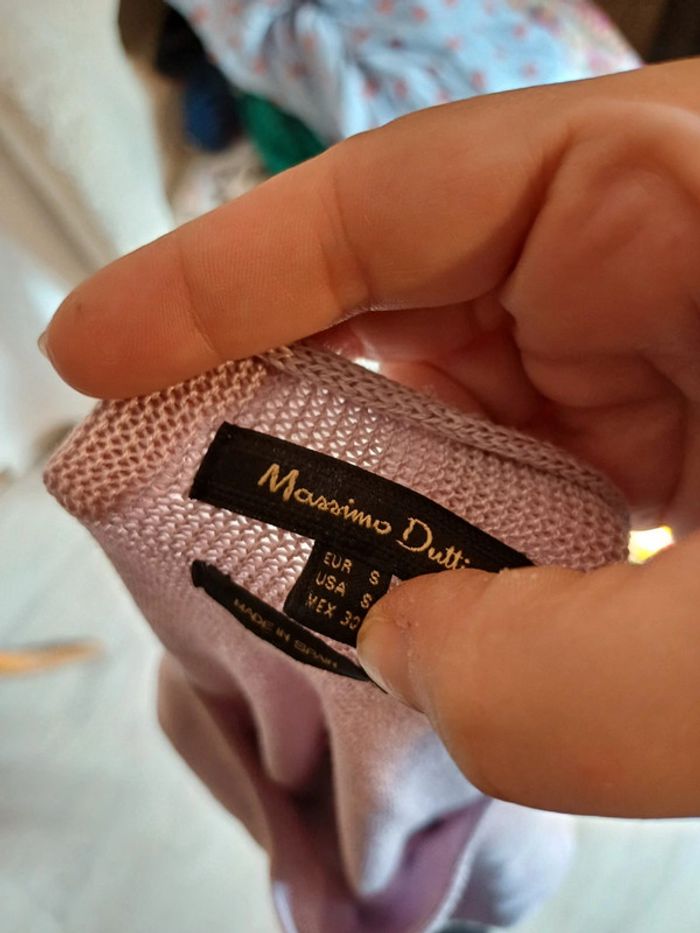 Massimo Dutti
EUR S
USA S
MEX 30
MADE IN SPAIN